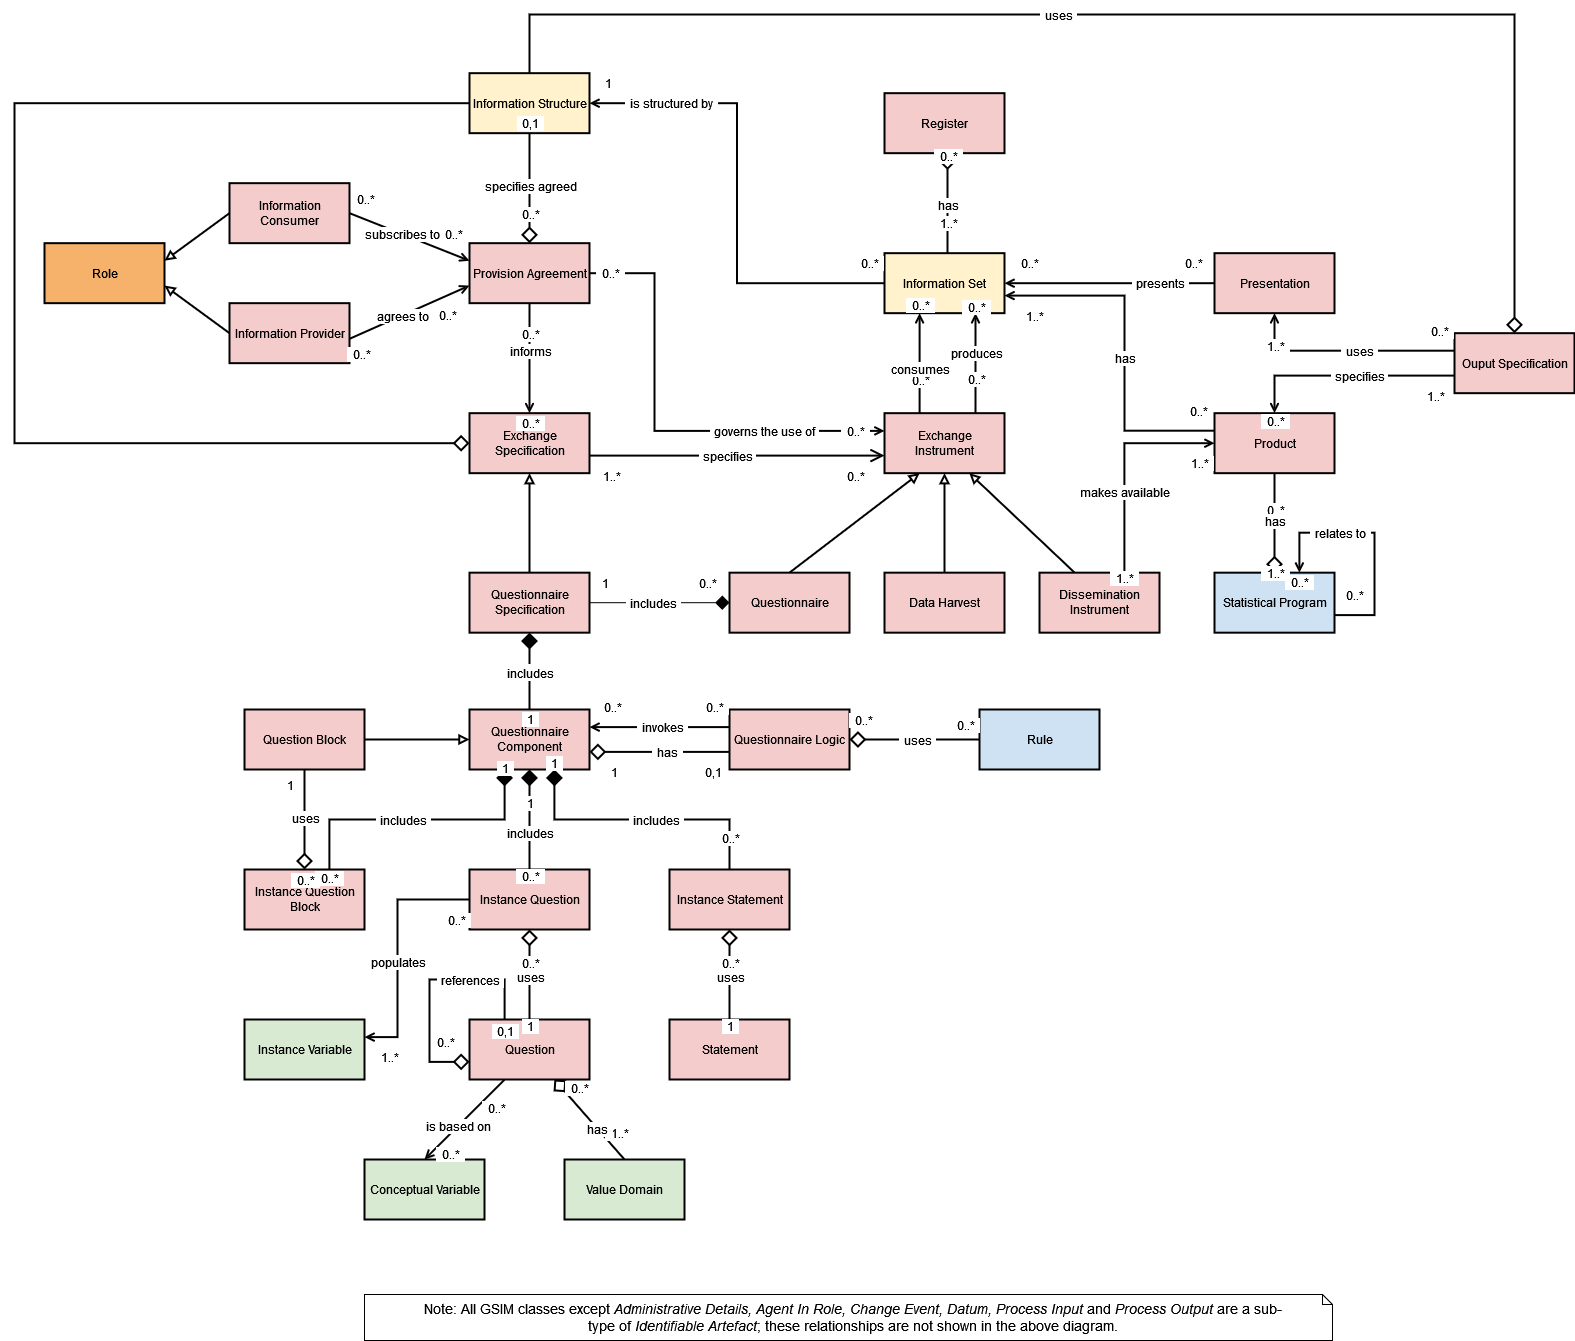 uses
Information Structure
0,1
1
is structured by
Register
0..*
has
1..*
specifies agreed
0..*
Information
Consumer
0..*
subscribes to
0..*
Role
Provision Agreement
0..*
Information Provider
agrees to
0..*
0..*
0..*
Information Set
0..*
0..*
0..*
0..*
presents
Presentation
1..*
1..*
uses
0..*
Ouput Specification
specifies
1..*
0..*
informs
consumes
0..*
produces
0..*
has
0..*
0..*
Exchange
Specification
governs the use of
0..*
specifies
1..*
0..*
Exchange
Instrument
0..*
Product
1..*
makes available
0..*
has
1..*
relates to
0..*
0..*
Statistical Program
Questionnaire
Specification
1
includes
0..*
Questionnaire
Data Harvest
1..*
Dissemination
Instrument
includes
Question Block
1
Questionnaire
Component
0..*
invokes
0..*
has
1
0,1
Questionnaire Logic
0..*
uses
0..*
Rule
1
uses
includes
1
1
includes
1
includes
0..*
0..*
0..*
Instance Question
Block
0..*
Instance Question
0..*
Instance Statement
populates
references
0..*
uses
0..*
uses
Instance Variable
1..*
0..*
0,1
1
Question
1
Statement
0..*
0..*
is based on
has
1..*
0..*
Conceptual Variable
Value Domain
Note: All GSIM classes except Administrative Details, Agent In Role, Change Event, Datum, Process Input and Process Output are a sub-
type of Identifiable Artefact; these relationships are not shown in the above diagram.